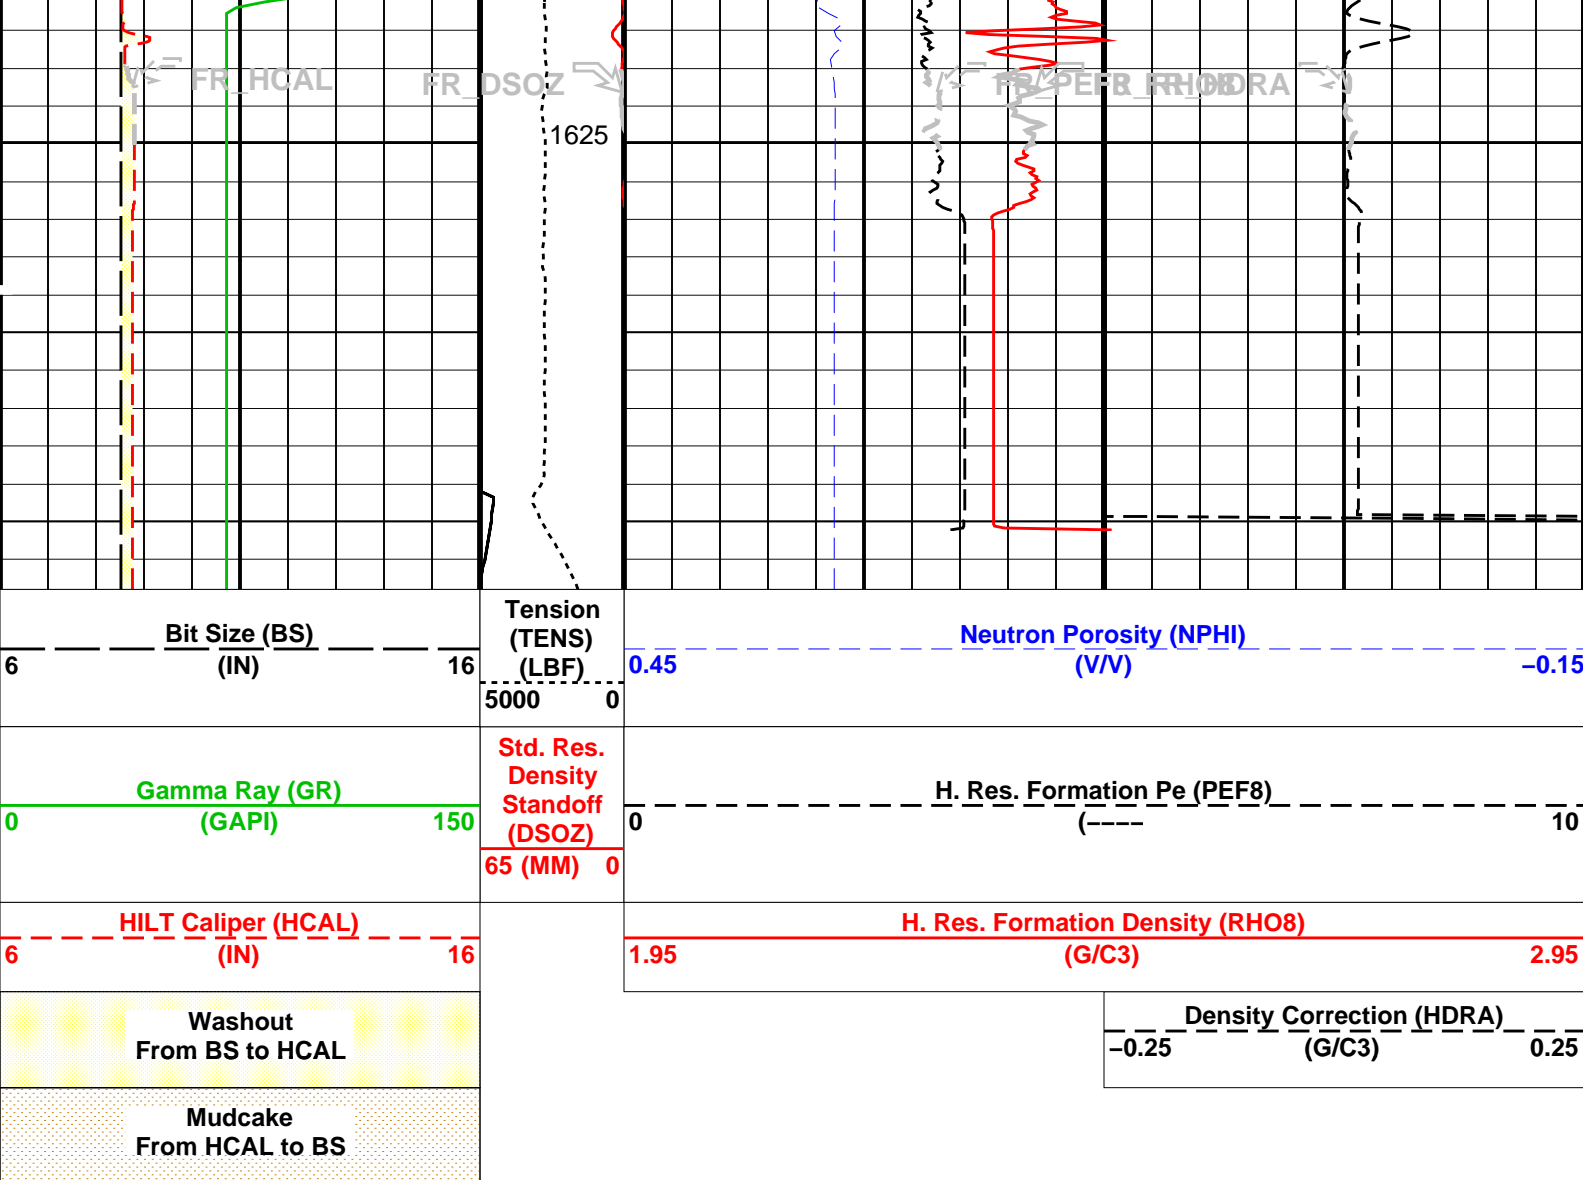 FR_HCAL
FR_DSOZ
1625
Bit Size (BS)
6 (IN) 16
Tension
(TENS)
(LBF)
5000 0
Neutron Porosity (NPHI)
0.45 (V/V) −0.15
Gamma Ray (GR)
0 (GAPI) 150
Std. Res.
Density
Standoff
(DSOZ)
65 (MM) 0
H. Res. Formation Pe (PEF8)
0 (−−−− 10
HILT Caliper (HCAL)
6 (IN) 16
H. Res. Formation Density (RHO8)
1.95 (G/C3) 2.95
Washout
From BS to HCAL
Density Correction (HDRA)
−0.25 (G/C3) 0.25
Mudcake
From HCAL to BS